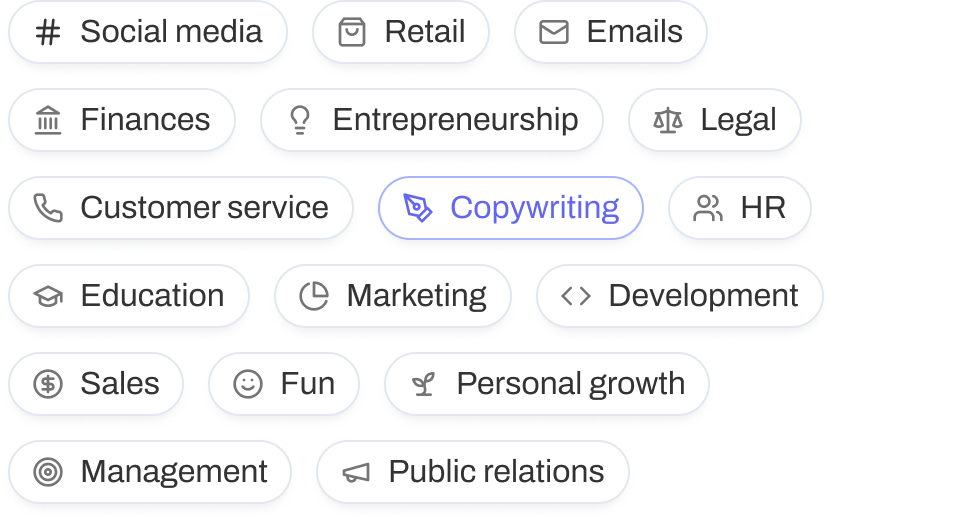 Social media Retail Emails
Finances Entrepreneurship Legal
Customer service Copywriting HR
Education Marketing Development
Sales Fun Personal growth
Management Public relations